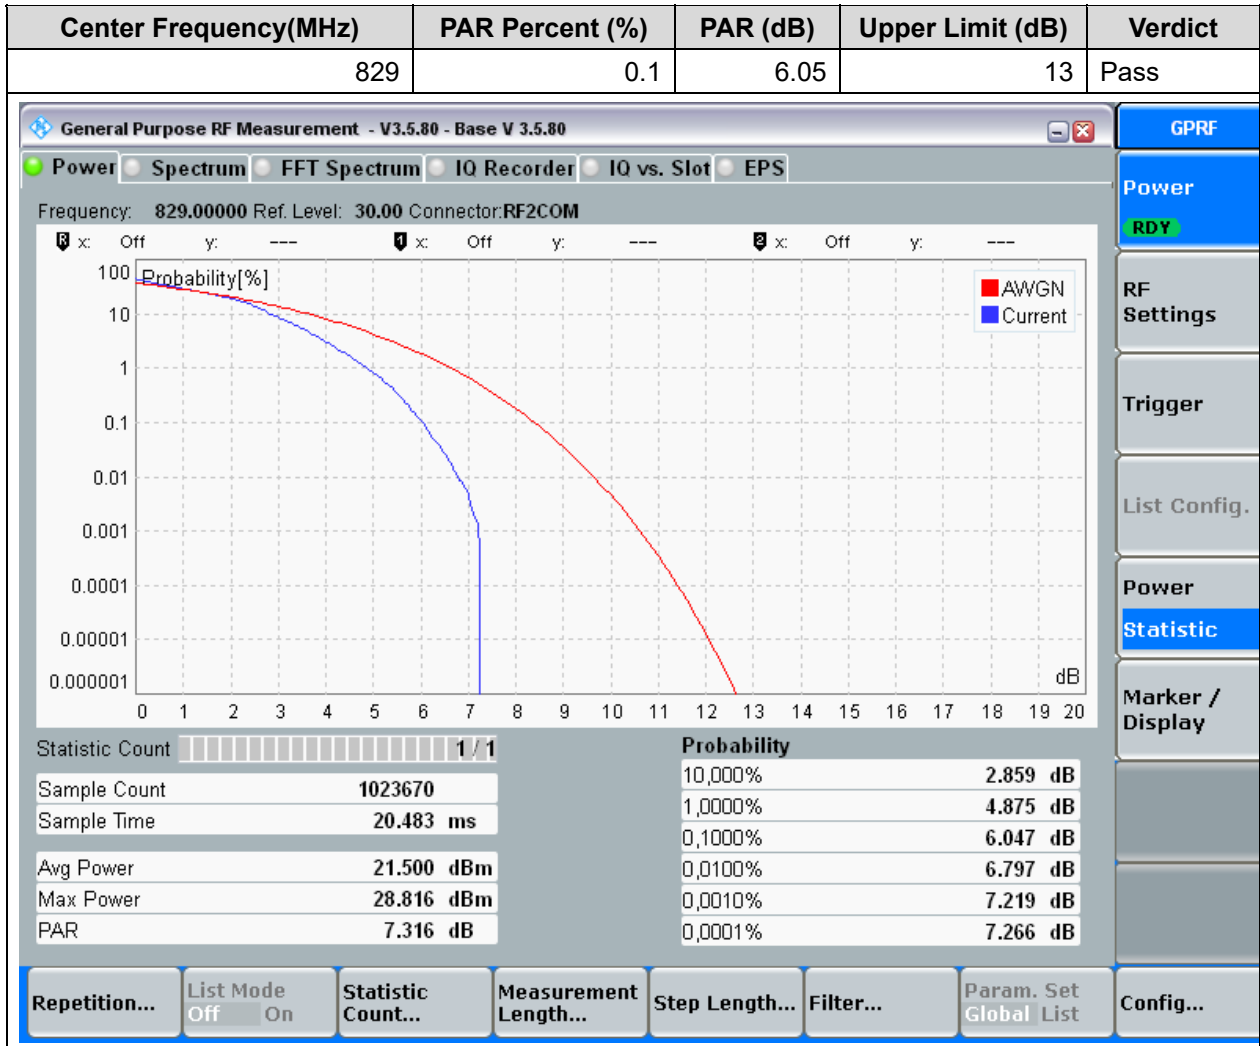 Center Frequency(MHz) PAR Percent (%) PAR (dB) Upper Limit (dB) Verdict
829 0.1 6.05 13 Pass
General Purpose RF Measurement - V3.5.80 - Base V 3.5.80
GPRF
Power Spectrum FFT Spectrum IQ Recorder IQ vs. Slot EPS
Power
RDY
Frequency: 829.00000 Ref. Level: 30.00 Connector:RF2COM
R x: Off y: --- 1 x: Off y: --- 2 x: Off y: ---
Probability[%]
AWGN
Current
100
10
1
0.1
0.01
0.001
0.0001
0.00001
0.000001
dB
0 1 2 3 4 5 6 7 8 9 10 11 12 13 14 15 16 17 18 19 20
RF
Settings
Trigger
List Config.
Power
Statistic
Marker /
Display
Statistic Count 1 / 1
Sample Count 1023670
Sample Time 20.483 ms
Avg Power 21.500 dBm
Max Power 28.816 dBm
PAR 7.316 dB
Probability
10,000% 2.859 dB
1,0000% 4.875 dB
0,1000% 6.047 dB
0,0100% 6.797 dB
0,0010% 7.219 dB
0,0001% 7.266 dB
Repetition...
List Mode
Off On
Statistic
Count...
Measurement
Length...
Step Length...
Filter...
Param. Set
Global List
Config...